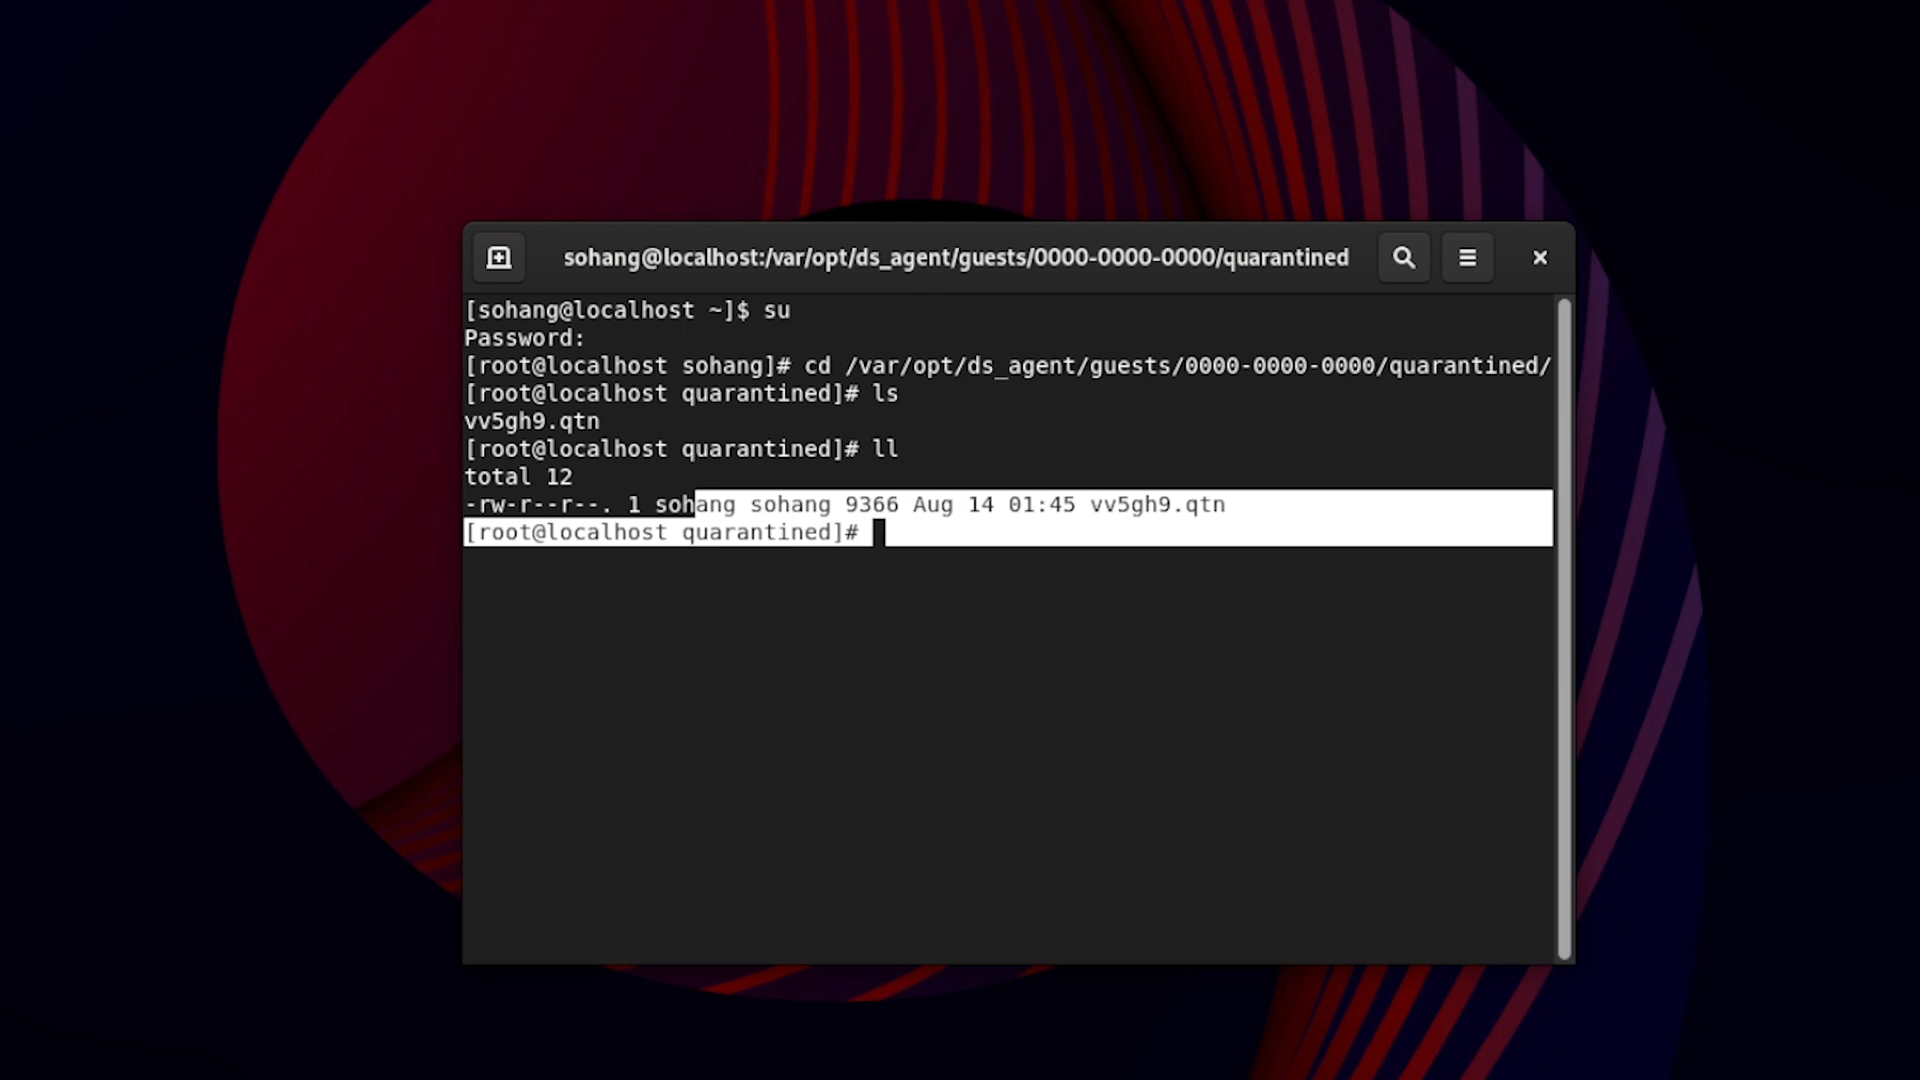 sohang@localhost:/var/opt/ds_agent/guests/0000-0000-0000/quarantined
[sohang@localhost ~]$ su
Password:
[root@localhost sohang]# cd /var/opt/ds_agent/guests/0000-0000-0000/quarantined/
[root@localhost quarantined]# ls
vv5gh9.qtn
[root@localhost quarantined]# ll
total 12
-rw-r--r--. 1 sohang sohang 9366 Aug 14 01:45 vv5gh9.qtn
[root@localhost quarantined]#